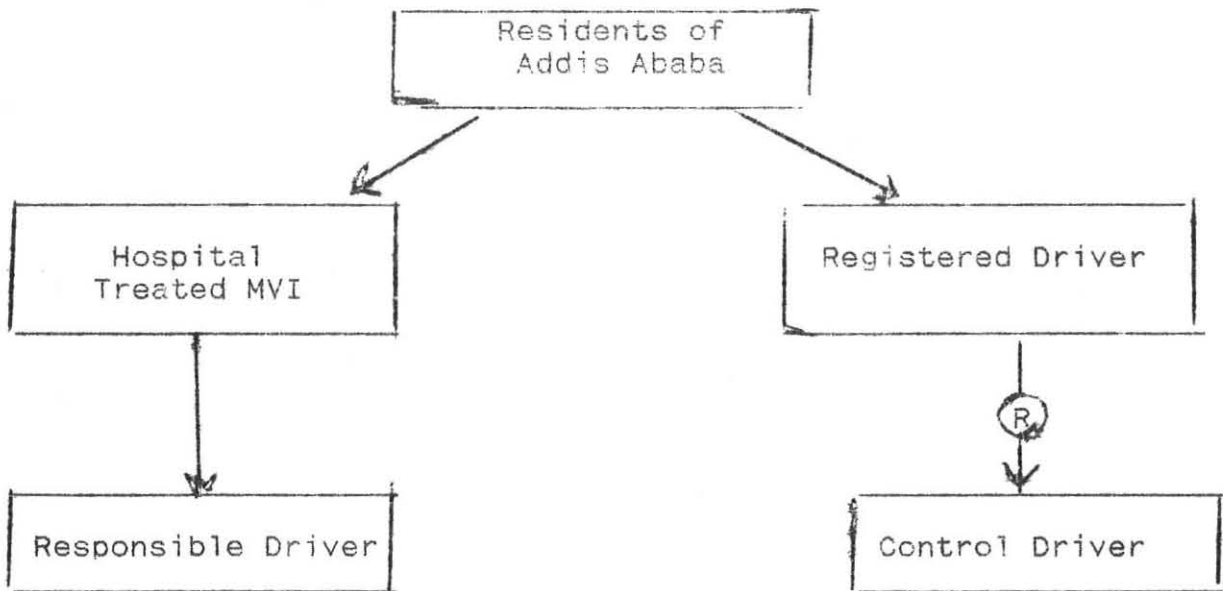 Residents of
Addis Ababa
Hospital
Treated MVI
Registered Driver
R
Responsible Driver
Control Driver